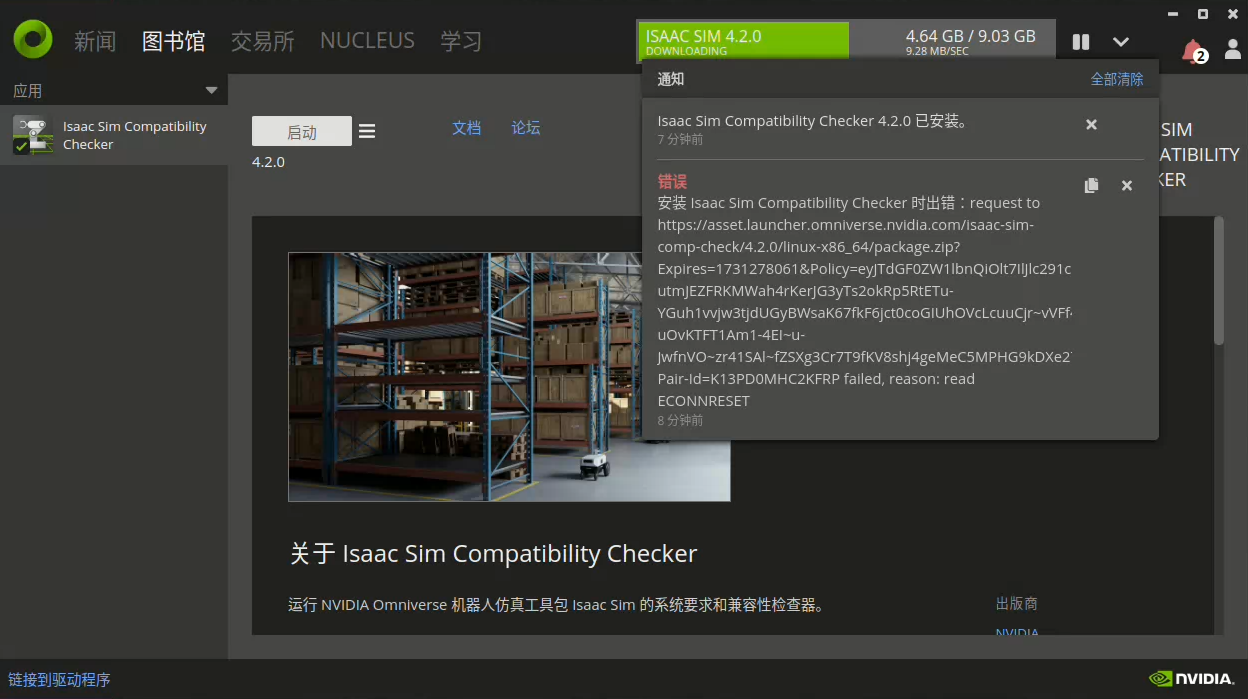 新闻
图书馆
交易所
NUCLEUS
学习
ISAAC SIM 4.2.0
DOWNLOADING
4.64 GB / 9.03 GB
9.28 MB/SEC
2
应用
Isaac Sim Compatibility
Checker
启动
4.2.0
文档
论坛
SIM
ATIBILITY
KER
通知
全部清除
Isaac Sim Compatibility Checker 4.2.0 已安装。
7 分钟前
错误
安装 Isaac Sim Compatibility Checker 时出错：request to
https://asset.launcher.omniverse.nvidia.com/isaac-sim-
comp-check/4.2.0/linux-x86_64/package.zip?
Expires=1731278061&Policy=eyJTdGF0ZW1lbnQiOlt7IlJlc291c
utmJEZFRKMWah4rKerJG3yTs2okRp5RtETu-
YGuh1vvjw3tjdUGyBWsaK67fkF6jct0coGIUhOVcLcuuCjr~vVFf
uOvKTFT1Am1-4EI~u-
JwfnVO~zr41SAl~fZSXg3Cr7T9fKV8shj4geMeC5MPHG9kDXe2
Pair-Id=K13PD0MHC2KFRP failed, reason: read
ECONNRESET
8 分钟前
关于 Isaac Sim Compatibility Checker
运行 NVIDIA Omniverse 机器人仿真工具包 Isaac Sim 的系统要求和兼容性检查器。
出版商
NVIDIA
链接到驱动程序
NVIDIA.